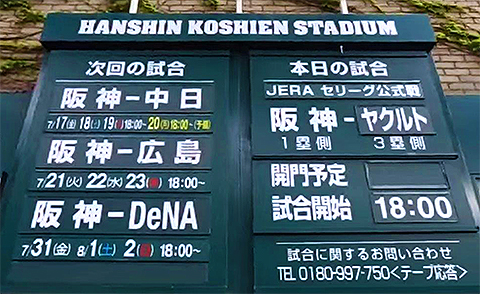 HANSHIN KOSHIEN STADIUM
次回の試合
阪神-中日
7/17(金) 18(土) 19(日) 18:00~ 20(月) 18:00~(予備)
阪神-広島
7/21(火) 22(水) 23(祝) 18:00~
阪神-DeNA
7/31(金) 8/1(土) 2(日) 18:00~
本日の試合
JERA セリーグ公式戦
阪神-ヤクルト
1塁側 3塁側
開門予定
試合開始 18:00
試合に関するお問い合わせ
TEL 0180-997-750<テープ応答>